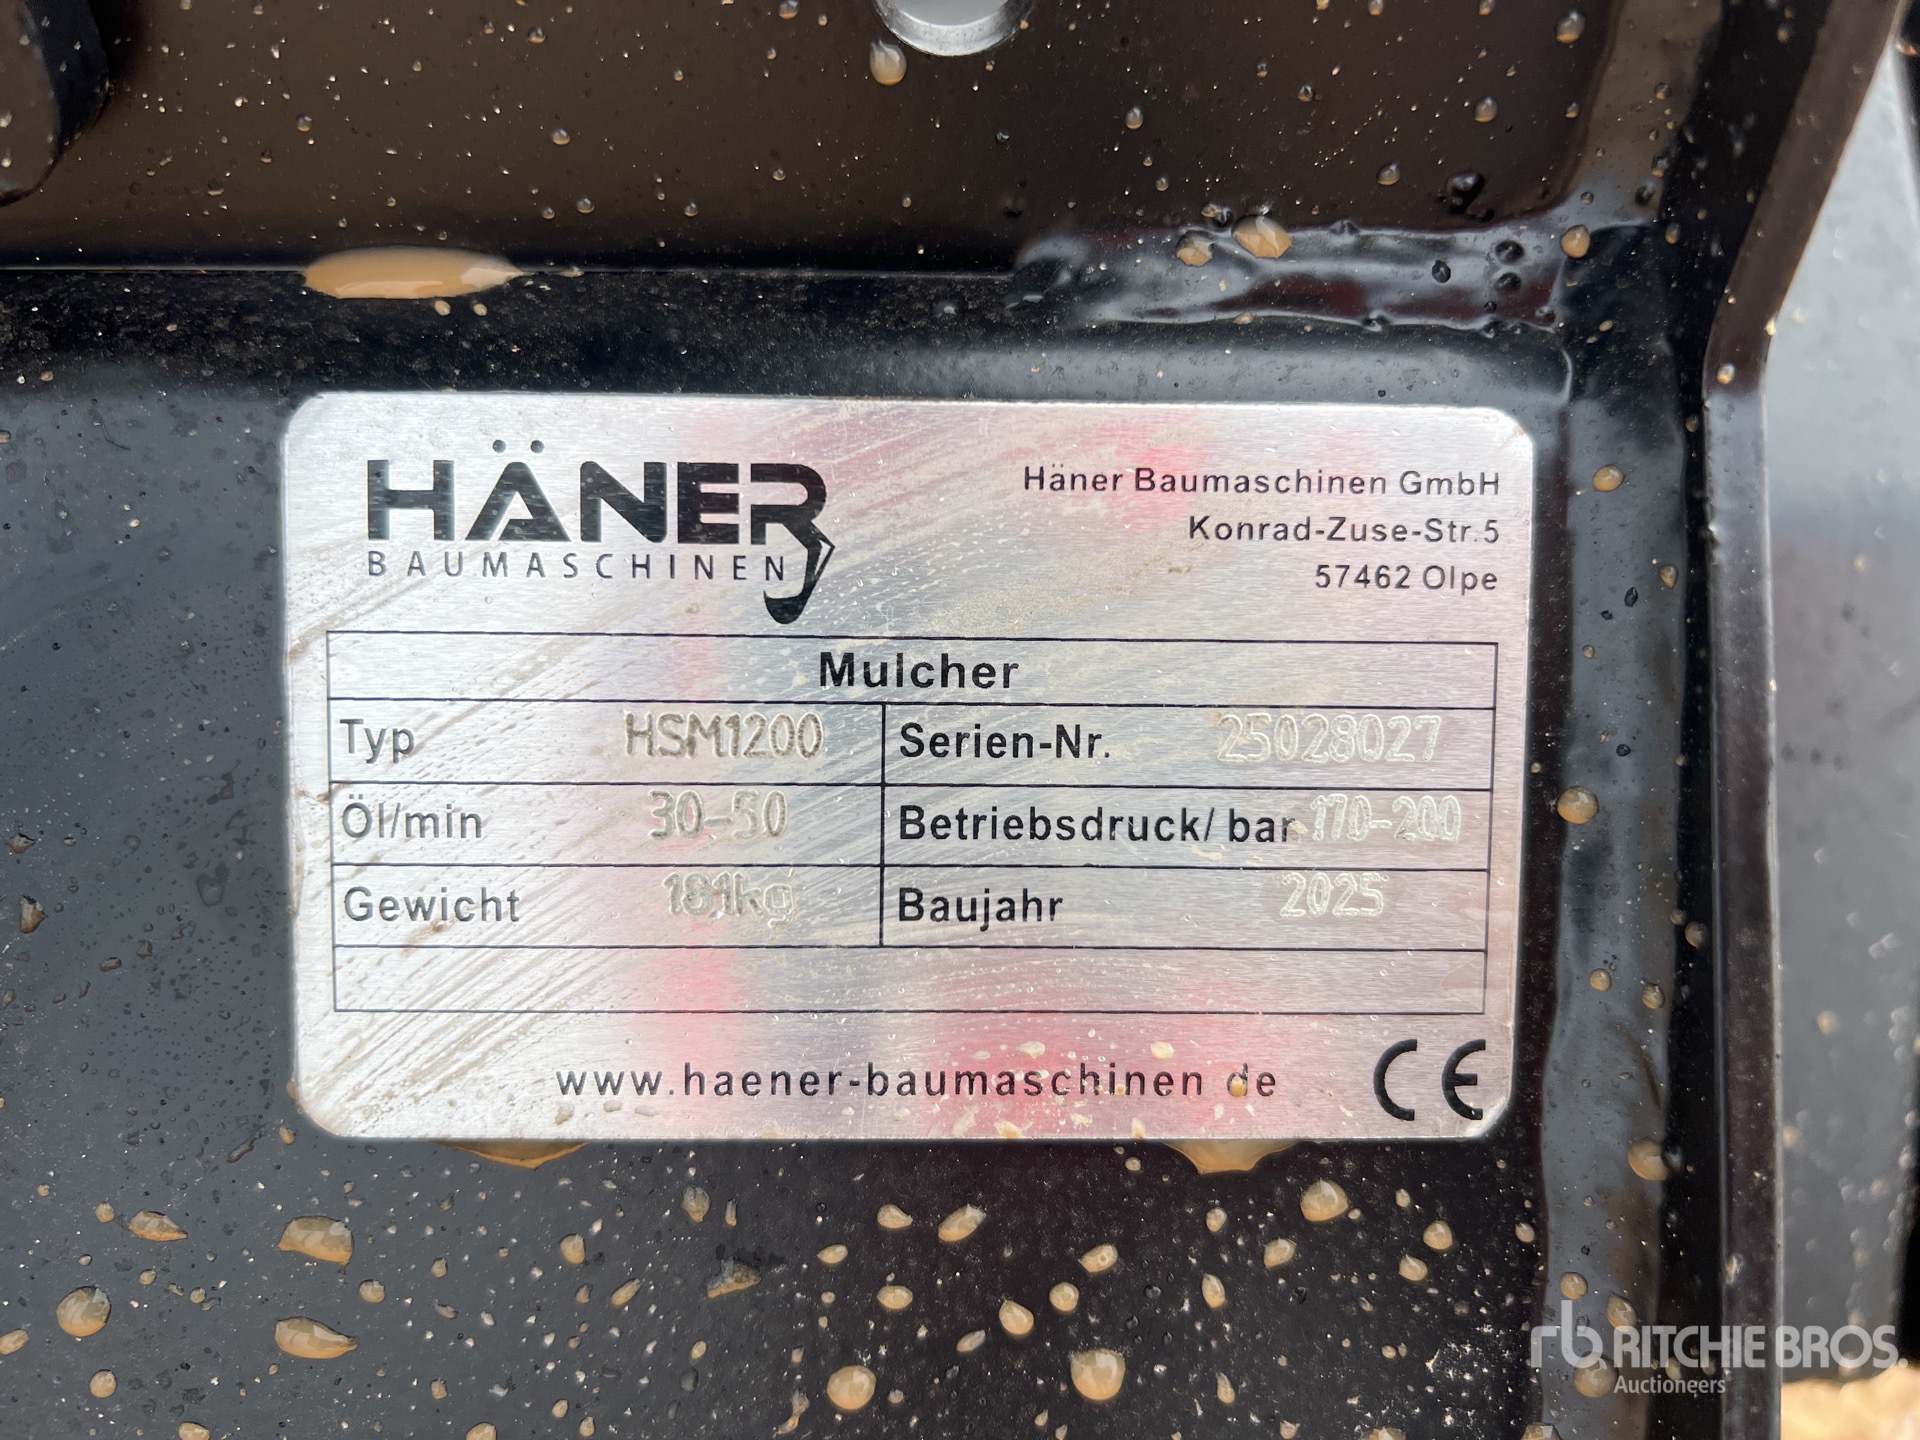 HÄNER
BAUMASCHINEN
Häner Baumaschinen GmbH
Konrad-Zuse-Str.5
57462 Olpe
Mulcher
Typ HSM1200 Serien-Nr. 25028027
Öl/min 30-50 Betriebsdruck/ bar 170-200
Gewicht 181kg Baujahr 2025
www.haener-baumaschinen de
CE
rb RITCHIE BROS.
Auctioneers